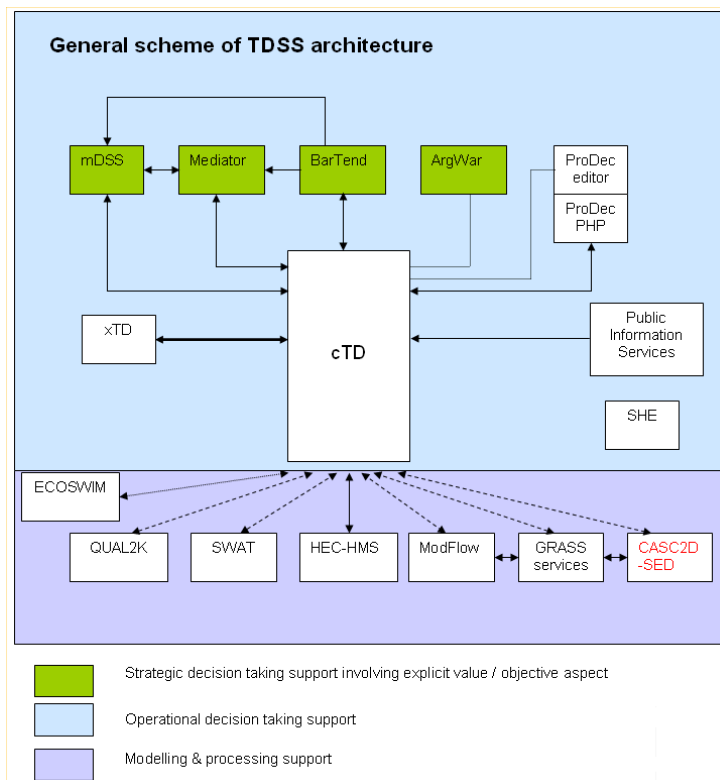 General scheme of TDSS architecture
mDSS
Mediator
BarTend
ArgWar
ProDec
editor
ProDec
PHP
xTD
cTD
Public
Information
Services
SHE
ECOSWIM
QUAL2K
SWAT
HEC-HMS
ModFlow
GRASS
services
CASC2D
-SED
Strategic decision taking support involving explicit value / objective aspect
Operational decision taking support
Modelling & processing support